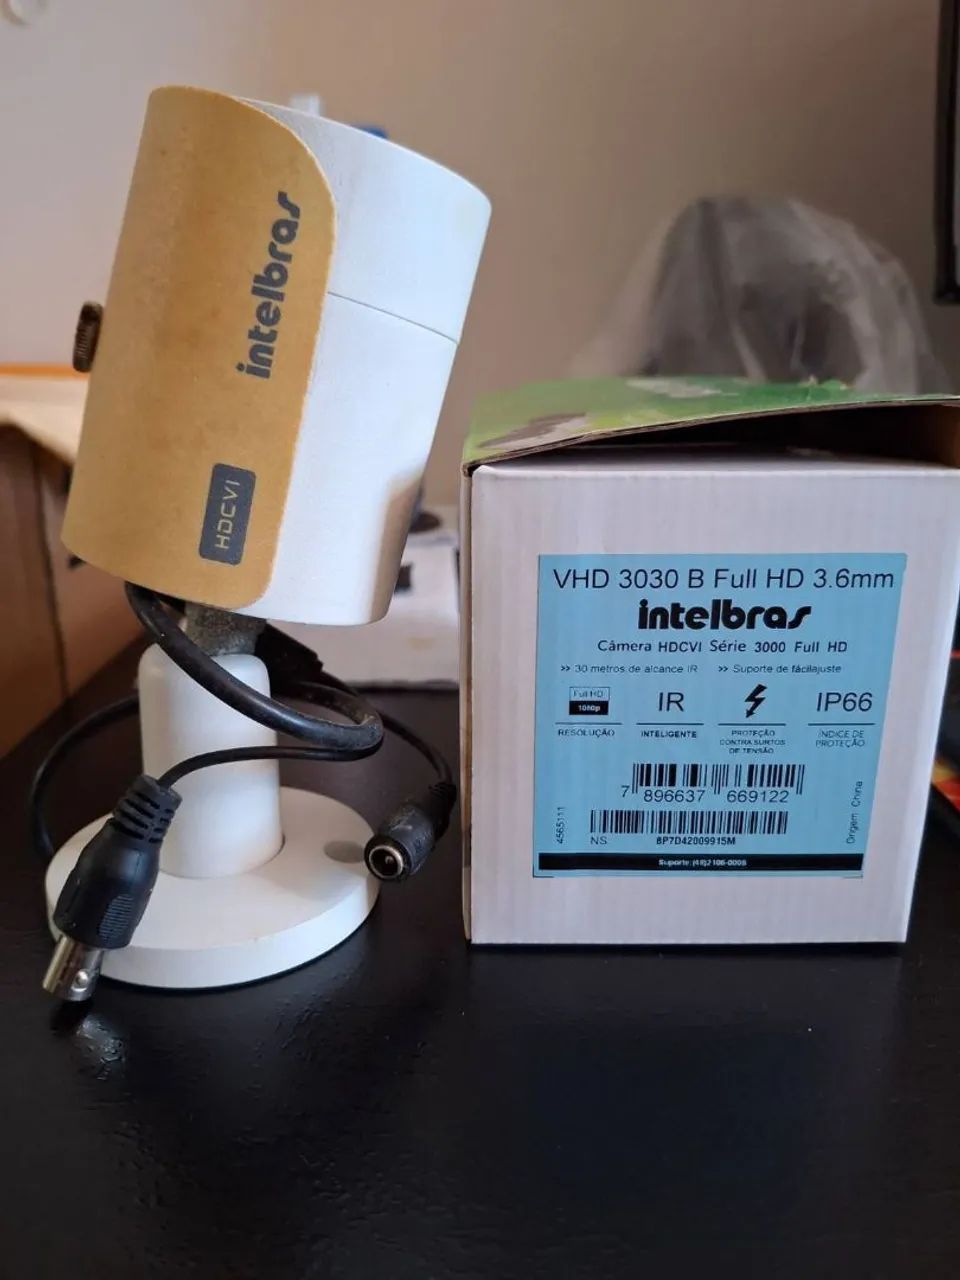 intelbras
HDCVI
VHD 3030 B Full HD 3.6mm
intelbras
Câmera HDCVI Série 3000 Full HD
>> 30 metros de alcance IR >> Suporte de fácilajuste
Full HD
1080p
RESOLUÇÃO
IR
INTELIGENTE
PROTEÇÃO
CONTRA SURTOS
DE TENSÃO
IP66
ÍNDICE DE
PROTEÇÃO
7 896637 669122
4565111
Origem: China
NS
8P7D42009915M
Suporte:(48)2106-0006